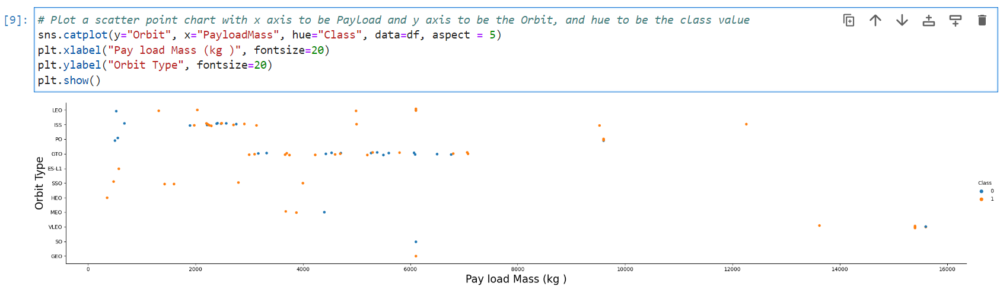 [9]:
# Plot a scatter point chart with x axis to be Payload and y axis to be the Orbit, and hue to be the class value
sns.catplot(y="Orbit", x="PayloadMass", hue="Class", data=df, aspect = 5)
plt.xlabel("Pay load Mass (kg )", fontsize=20)
plt.ylabel("Orbit Type", fontsize=20)
plt.show()
Orbit Type
LEO
ISS
PO
GTO
ES-L1
SSO
HEO
MEO
VLEO
SO
GEO
0 2000 4000 6000 8000 10000 12000 14000 16000
Pay load Mass (kg )
Class
0
1